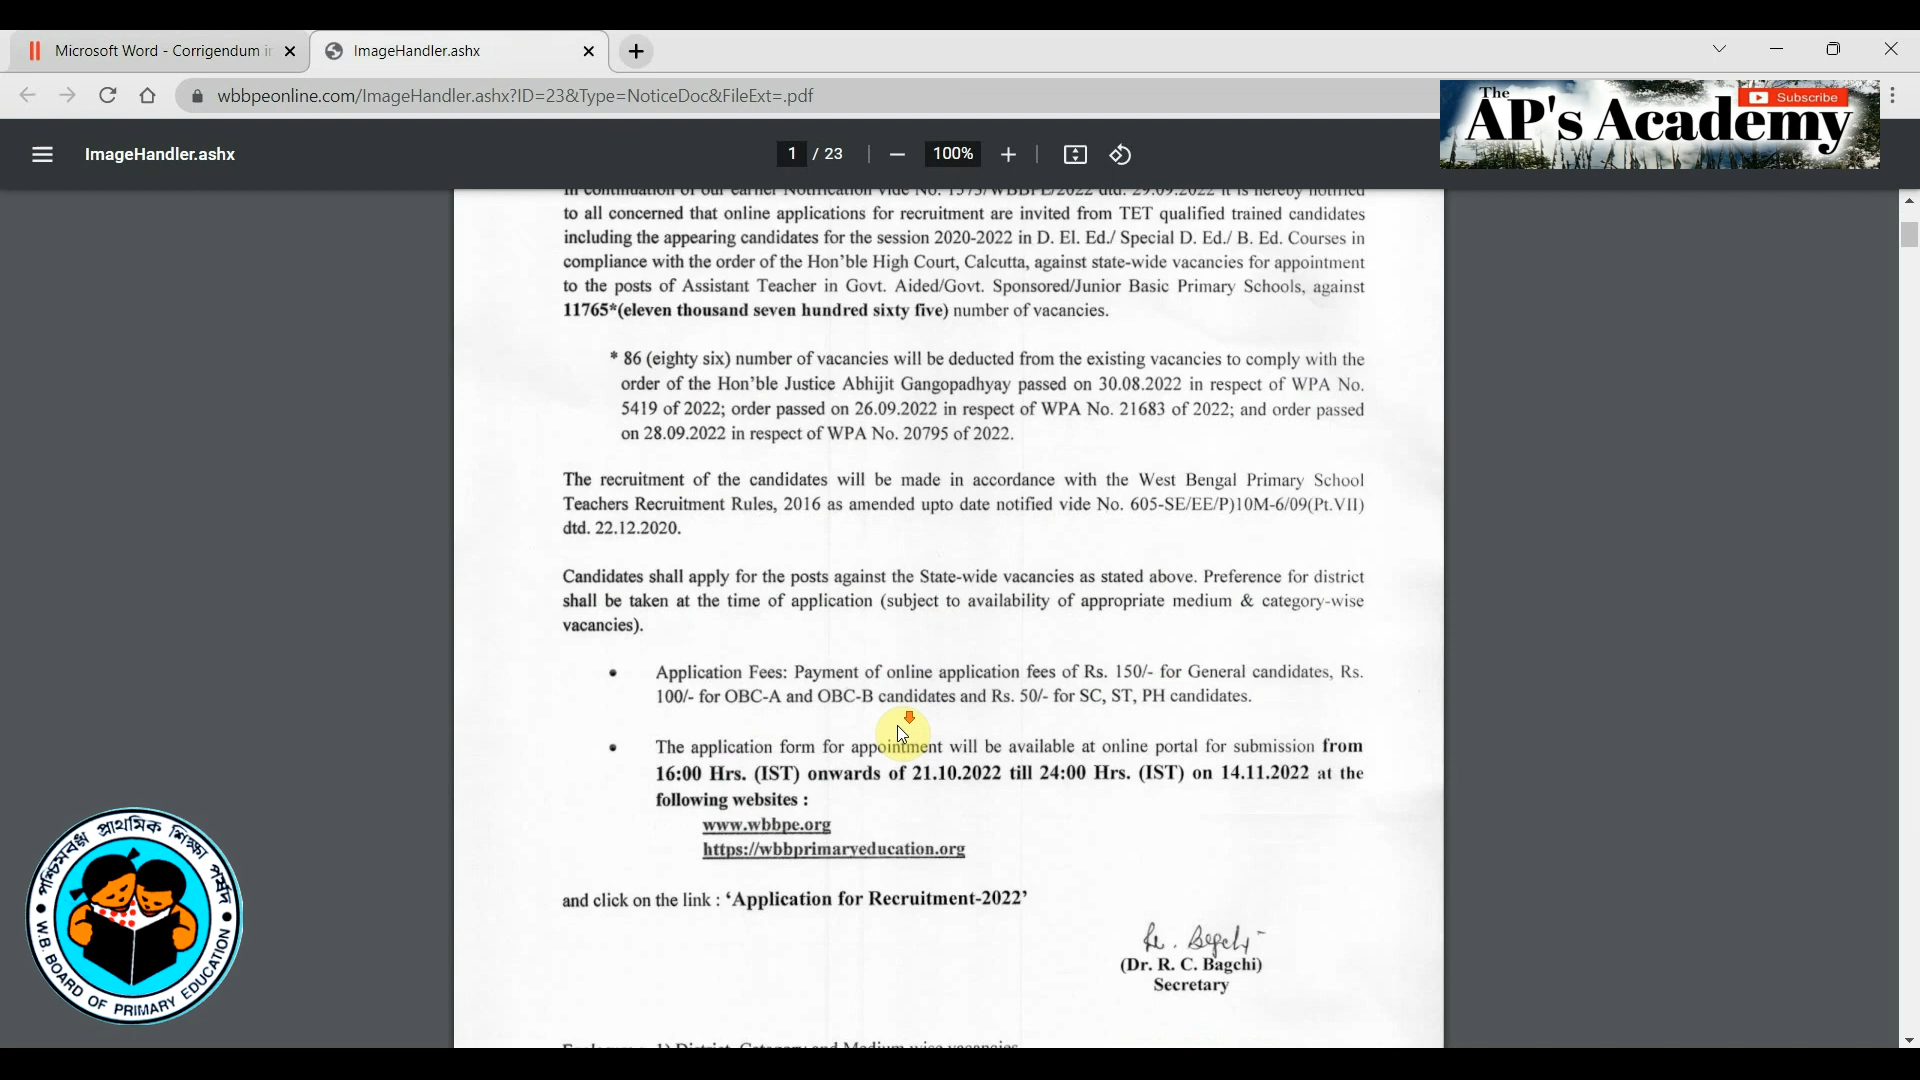 Microsoft Word - Corrigendum in
ImageHandler.ashx
wbbpeonline.com/ImageHandler.ashx?ID=23&Type=NoticeDoc&FileExt=.pdf
The
Subscribe
AP's Academy
ImageHandler.ashx
1 / 23
100%
In continuation of our earlier Notification vide No. 1573/WBBPE/2022 dtd. 29.09.2022 it is hereby notified
to all concerned that online applications for recruitment are invited from TET qualified trained candidates
including the appearing candidates for the session 2020-2022 in D. El. Ed./ Special D. Ed./ B. Ed. Courses in
compliance with the order of the Hon’ble High Court, Calcutta, against state-wide vacancies for appointment
to the posts of Assistant Teacher in Govt. Aided/Govt. Sponsored/Junior Basic Primary Schools, against
11765*(eleven thousand seven hundred sixty five) number of vacancies.
* 86 (eighty six) number of vacancies will be deducted from the existing vacancies to comply with the
order of the Hon’ble Justice Abhijit Gangopadhyay passed on 30.08.2022 in respect of WPA No.
5419 of 2022; order passed on 26.09.2022 in respect of WPA No. 21683 of 2022; and order passed
on 28.09.2022 in respect of WPA No. 20795 of 2022.
The recruitment of the candidates will be made in accordance with the West Bengal Primary School
Teachers Recruitment Rules, 2016 as amended upto date notified vide No. 605-SE/EE/P)10M-6/09(Pt.VII)
dtd. 22.12.2020.
Candidates shall apply for the posts against the State-wide vacancies as stated above. Preference for district
shall be taken at the time of application (subject to availability of appropriate medium & category-wise
vacancies).
• Application Fees: Payment of online application fees of Rs. 150/- for General candidates, Rs.
100/- for OBC-A and OBC-B candidates and Rs. 50/- for SC, ST, PH candidates.
• The application form for appointment will be available at online portal for submission from
16:00 Hrs. (IST) onwards of 21.10.2022 till 24:00 Hrs. (IST) on 14.11.2022 at the
following websites :
www.wbbpe.org
https://wbbprimaryeducation.org
and click on the link : ‘Application for Recruitment-2022’
(Dr. R. C. Bagchi)
Secretary
পশ্চিমবঙ্গ প্রাথমিক শিক্ষা পর্ষদ
W.B. BOARD OF PRIMARY EDUCATION